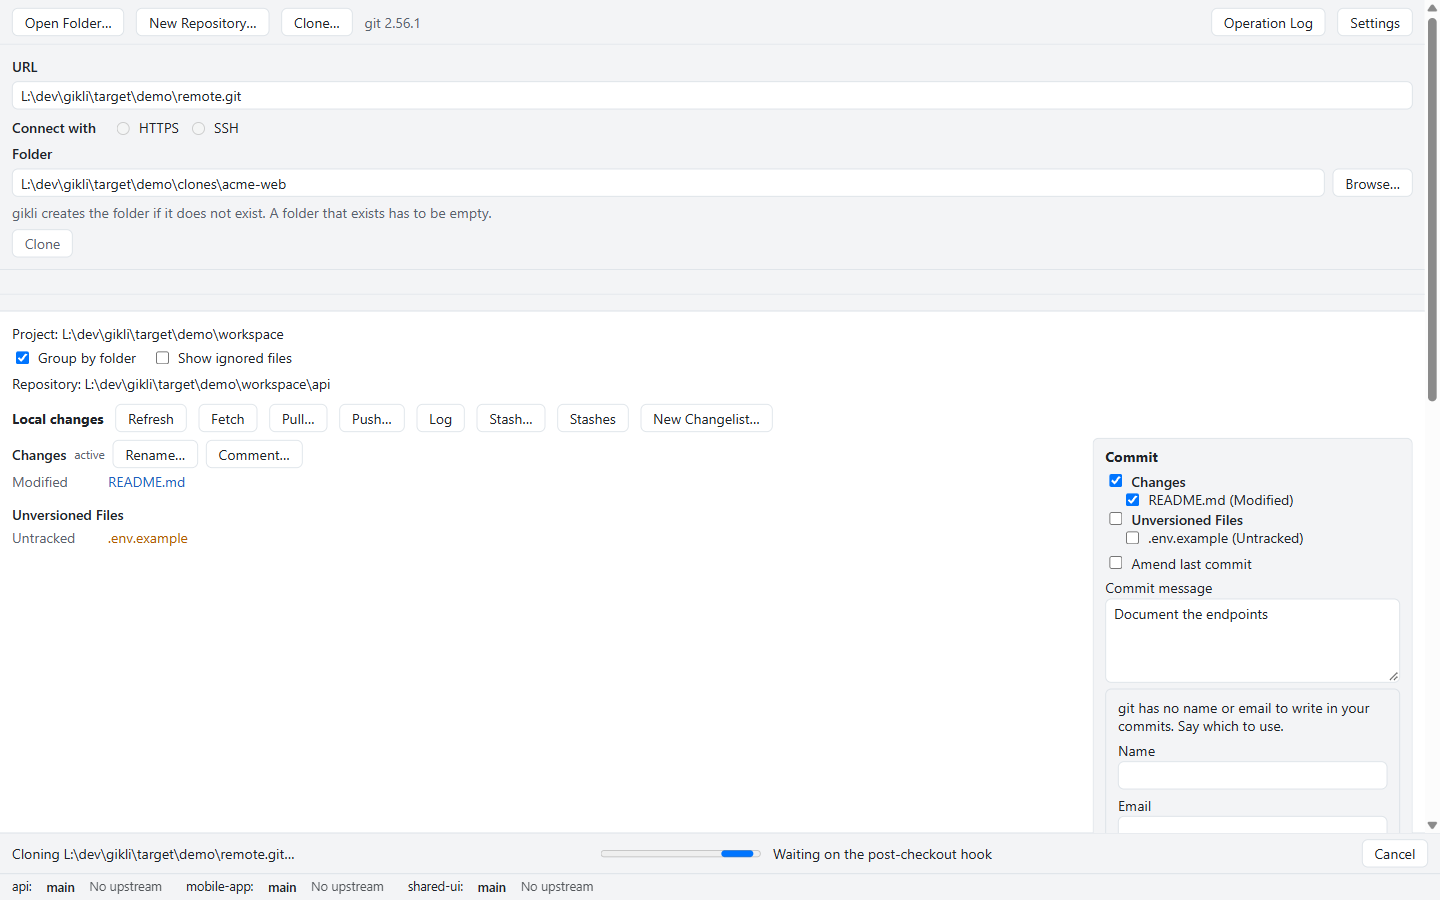 Open Folder... New Repository... Clone... git 2.56.1 Operation Log Settings
URL
L:\dev\gikli\target\demo\remote.git
Connect with HTTPS SSH
Folder
L:\dev\gikli\target\demo\clones\acme-web Browse...
gikli creates the folder if it does not exist. A folder that exists has to be empty.
Clone
Project: L:\dev\gikli\target\demo\workspace
Group by folder Show ignored files
Repository: L:\dev\gikli\target\demo\workspace\api
Local changes Refresh Fetch Pull... Push... Log Stash... Stashes New Changelist...
Changes active Rename... Comment...
Modified README.md
Unversioned Files
Untracked .env.example
Commit
Changes
README.md (Modified)
Unversioned Files
.env.example (Untracked)
Amend last commit
Commit message
Document the endpoints
git has no name or email to write in your
commits. Say which to use.
Name
Email
Cloning L:\dev\gikli\target\demo\remote.git... Waiting on the post-checkout hook Cancel
api: main No upstream mobile-app: main No upstream shared-ui: main No upstream